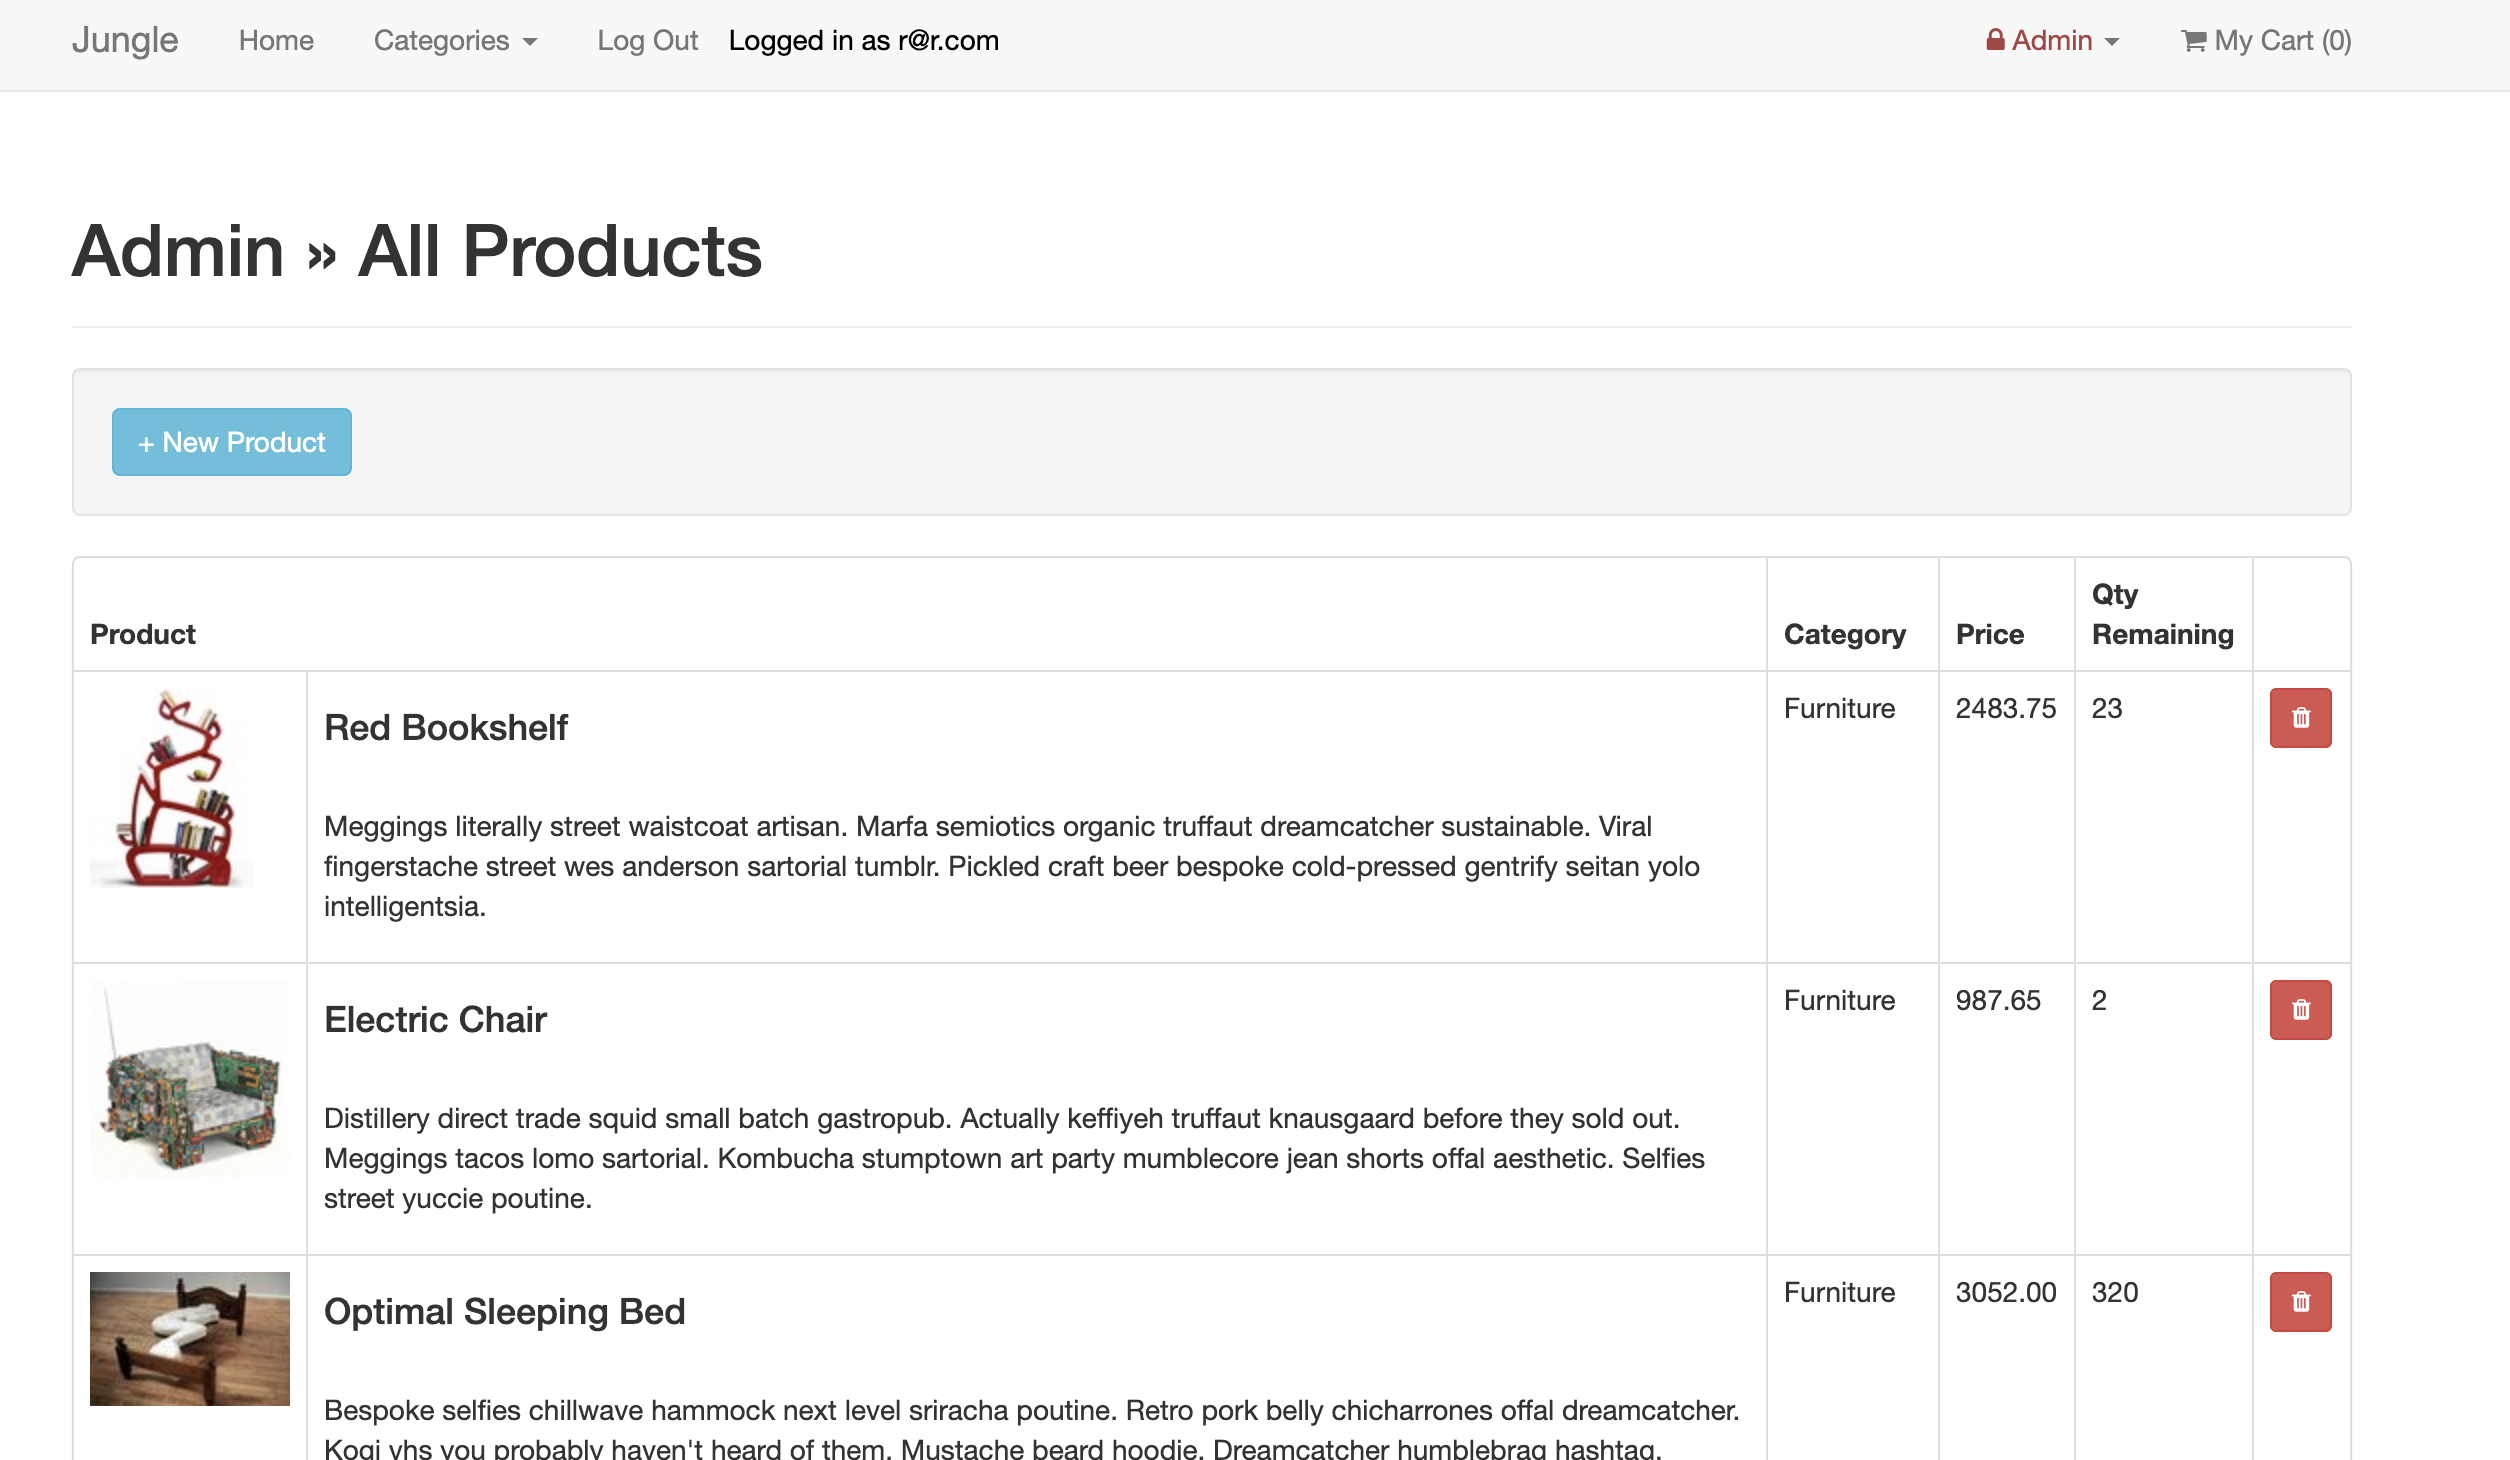 Jungle Home Categories Log Out Logged in as r@r.com Admin My Cart (0)
Admin » All Products
+ New Product
Product Category Price Qty Remaining
Red Bookshelf Furniture 2483.75 23
Meggings literally street waistcoat artisan. Marfa semiotics organic truffaut dreamcatcher sustainable. Viral
fingerstache street wes anderson sartorial tumblr. Pickled craft beer bespoke cold-pressed gentrify seitan yolo
intelligentsia.
Electric Chair Furniture 987.65 2
Distillery direct trade squid small batch gastropub. Actually keffiyeh truffaut knausgaard before they sold out.
Meggings tacos lomo sartorial. Kombucha stumptown art party mumblecore jean shorts offal aesthetic. Selfies
street yuccie poutine.
Optimal Sleeping Bed Furniture 3052.00 320
Bespoke selfies chillwave hammock next level sriracha poutine. Retro pork belly chicharrones offal dreamcatcher.
Kogi vhs you probably haven't heard of them. Mustache beard hoodie. Dreamcatcher humblebrag hashtag.